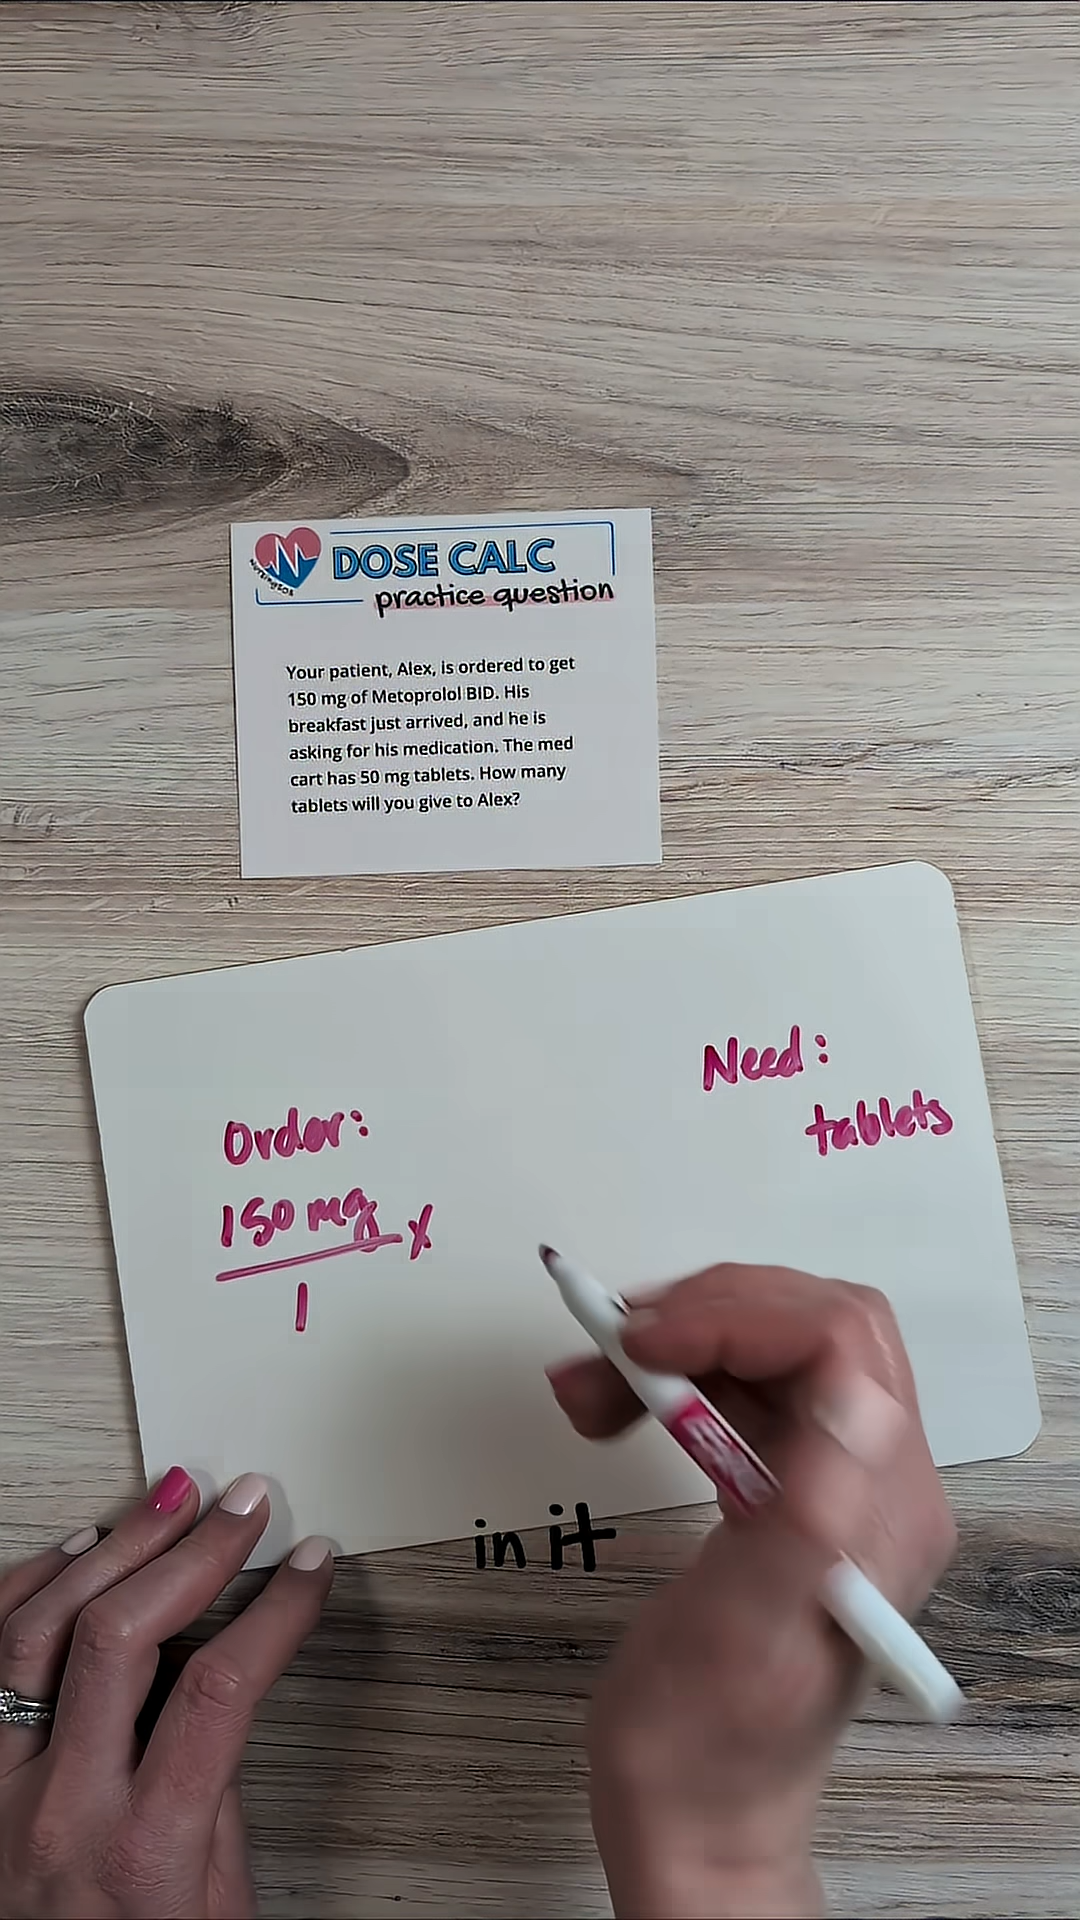 NURSING SOS
DOSE CALC
practice question
Your patient, Alex, is ordered to get
150 mg of Metoprolol BID. His
breakfast just arrived, and he is
asking for his medication. The med
cart has 50 mg tablets. How many
tablets will you give to Alex?
Need:
tablets
Order:
150 mg x
1
in it